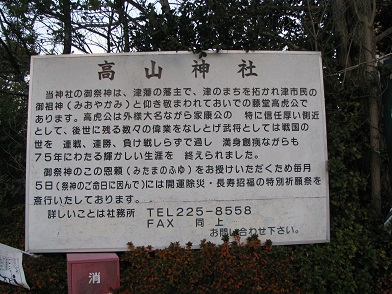 高山神社
当神社の御祭神は、津藩の藩主で、津のまちを拓かれ津市民の
御祖神（みおやがみ）と仰き敬まわれておいでの藤堂高虎公で
あります。高虎公は外様大名ながら家康公の 特に信任厚い側近
として、後世に残る数々の偉業をなしとげ武将としては戦国の
世を 連戦、連勝、負け戦しらずで過し 満身創痍ながらも
75年にわたる輝かしい生涯を 終えられました。
御祭神のこの恩頼（みたまのふゆ）をお授けいただくため毎月
5日（祭神のご命日に因んで）には開運除災・長寿招福の特別祈願祭を
斎行いたしております。
詳しいことは社務所 TEL225-8558
FAX 同上
お問い合わせ下さい。
消